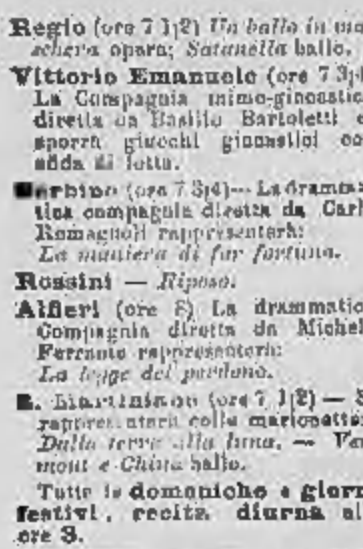 Regio (ore 7 1|2) Un ballo in ma
schera opera; Satanella ballo.
Vittorio Emanuele (ore 7 3|4
La Compagnia mimo-ginnastic
diretta da Basilio Bartoletti e
sporrà giuochi ginnastici co
sfida di lotta.
Gerbino (ore 7 3|4)— La dramma
tica compagnia diretta da Carl
Romagnoli rappresenterà:
La maniera di far fortuna.
Rossini — Riposo.
Alfieri (ore 8) La drammatic
Compagnia diretta da Michel
Ferrante rappresenterà:
La legge del perdono.
S. Martiniano (ore 7 1|2) — S
rappresenterà colle marionette:
Dalla terra alla luna. —
mont e China ballo.
Tutte le domeniche e giorn
festivi, recita diurna al
ore 3.